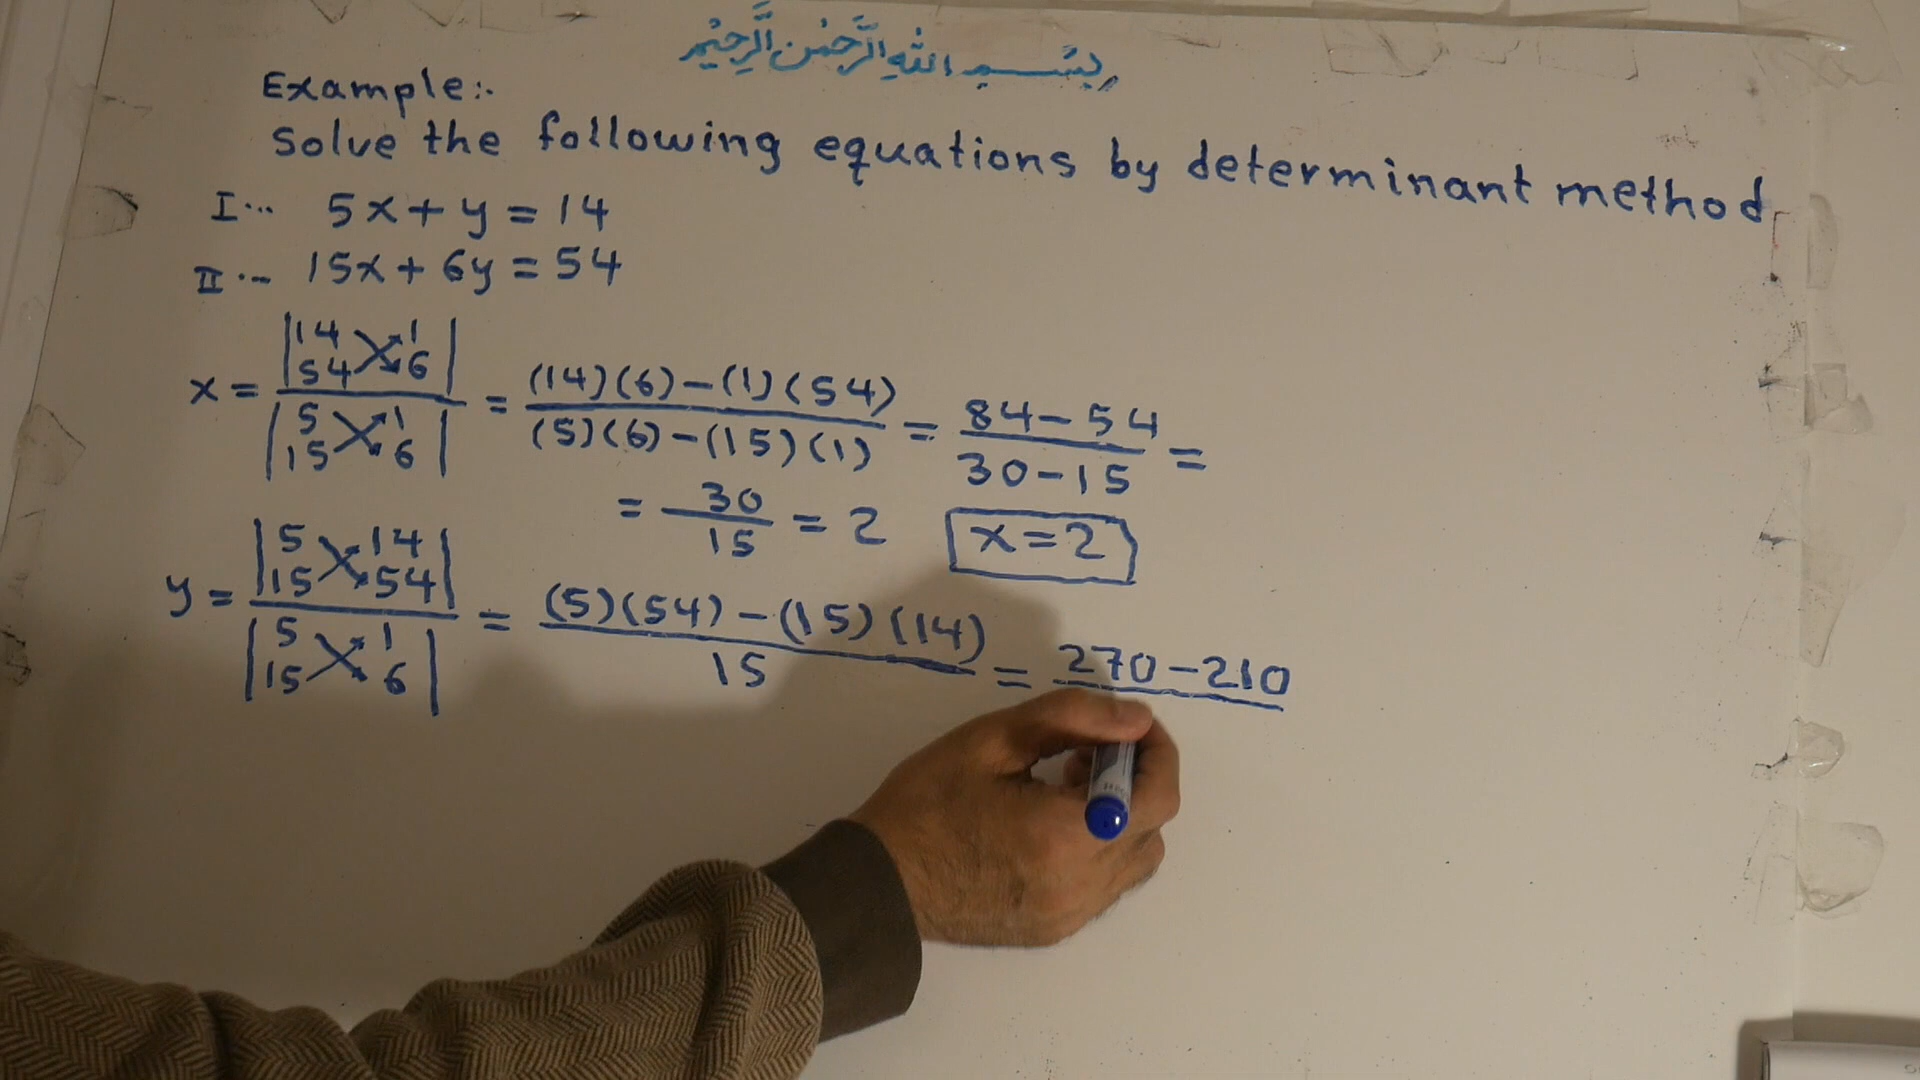 بِسْمِ اللهِ الرَّحْمٰنِ الرَّحِيْمِ
Example:-
Solve the following equations by determinant method
I... 5x+y=14
II... 15x+6y=54
x = |14 1; 54 6| / |5 1; 15 6| = (14)(6)-(1)(54) / (5)(6)-(15)(1) = 84-54 / 30-15 =
= 30/15 = 2 x=2
y = |5 14; 15 54| / |5 1; 15 6| = (5)(54)-(15)(14) / 15 = 270-210